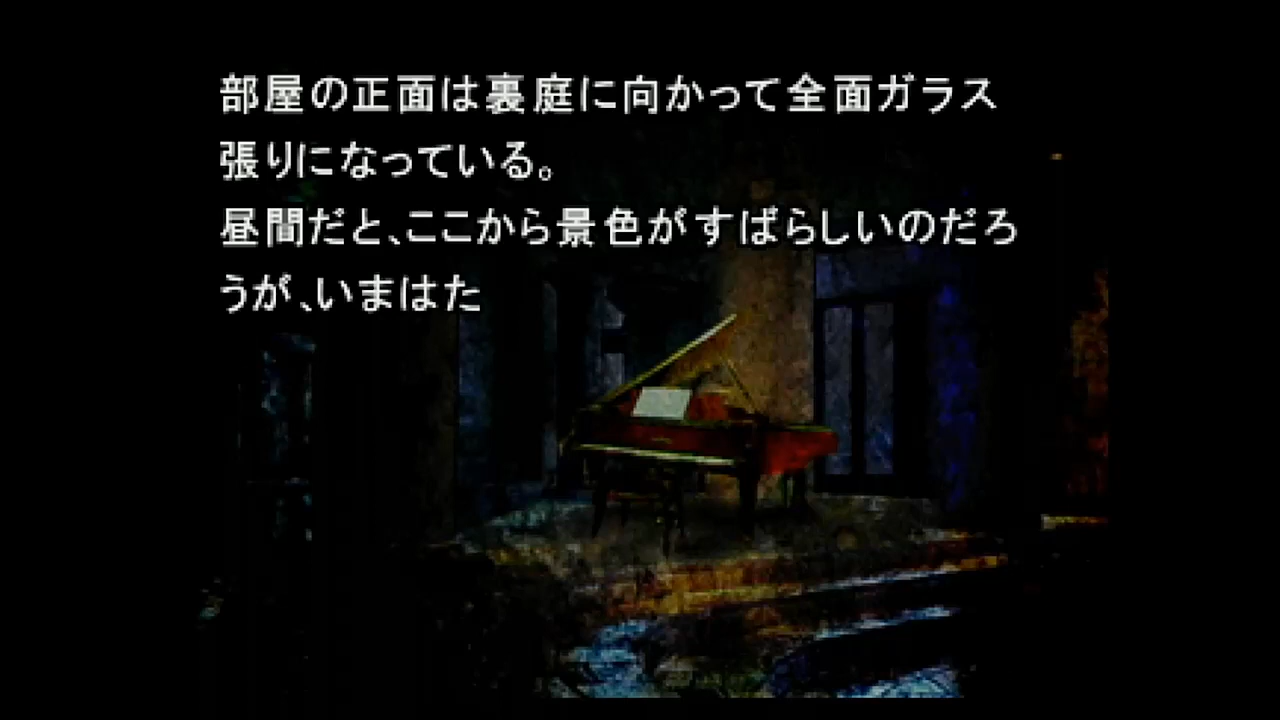 部屋の正面は裏庭に向かって全面ガラス
張りになっている。
昼間だと、ここから景色がすばらしいのだろ
うが、いまはた